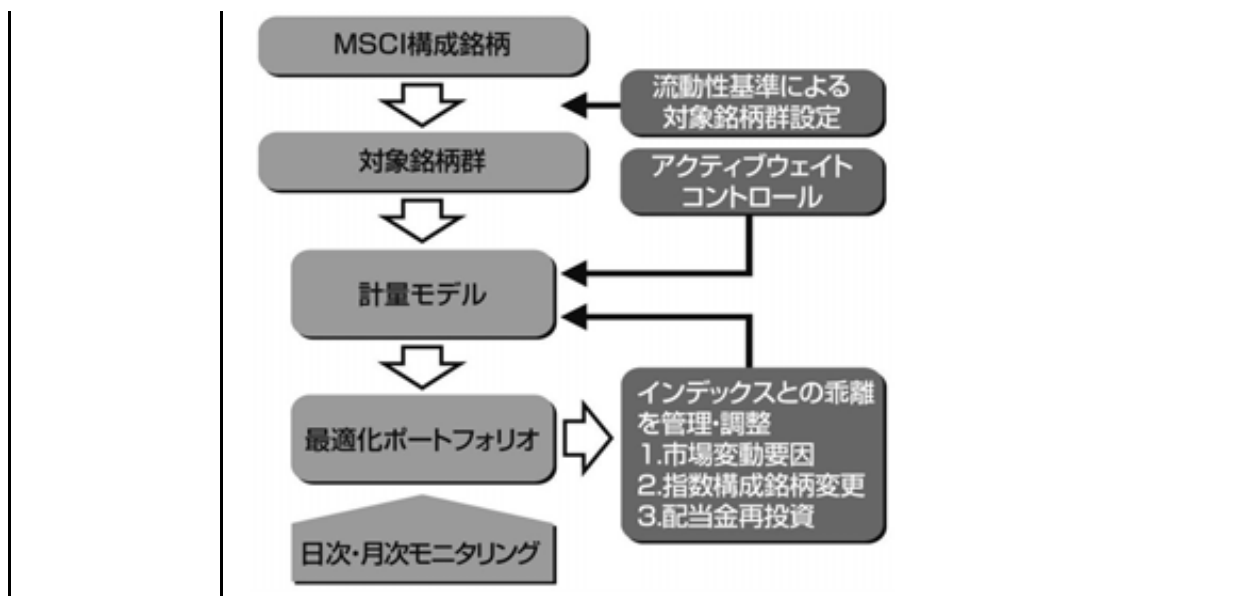 MSCI構成銘柄
流動性基準による
対象銘柄群設定
対象銘柄群
アクティブウェイト
コントロール
計量モデル
最適化ポートフォリオ
インデックスとの乖離
を管理・調整
1.市場変動要因
2.指数構成銘柄変更
3.配当金再投資
日次・月次モニタリング